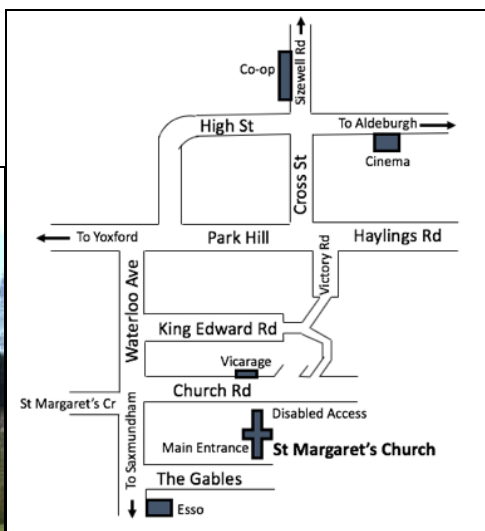 Co-op
Sizewell Rd
High St
To Aldeburgh
Cinema
Cross St
To Yoxford
Park Hill
Haylings Rd
Victory Rd
Waterloo Ave
King Edward Rd
Vicarage
St Margaret's Cr
Church Rd
Disabled Access
Main Entrance
St Margaret's Church
To Saxmundham
The Gables
Esso